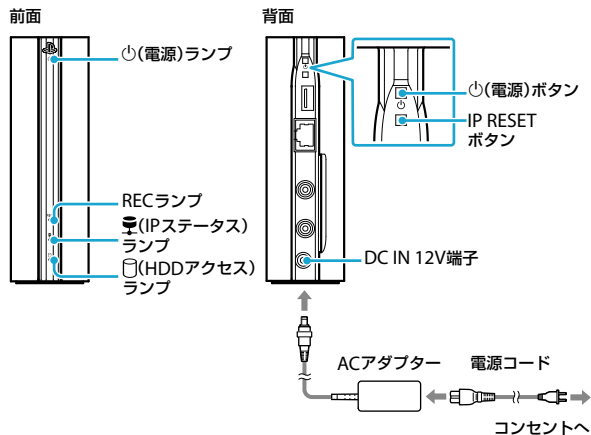 前面
背面
⏻(電源)ランプ
⏻(電源)ボタン
IP RESET
ボタン
RECランプ
(IPステータス)
ランプ
(HDDアクセス)
ランプ
DC IN 12V端子
ACアダプター
電源コード
コンセントへ